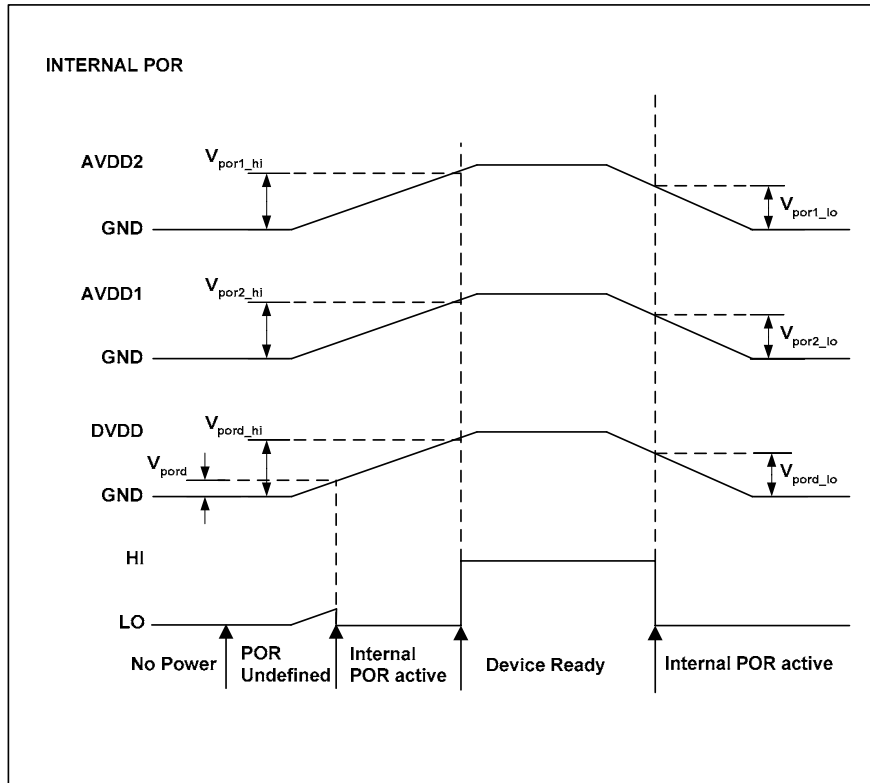 INTERNAL POR
AVDD2
Vpor1_hi
GND
Vpor1_lo
AVDD1
Vpor2_hi
GND
Vpor2_lo
DVDD
Vpord_hi
Vpord
GND
Vpord_lo
HI
LO
No Power
POR
Undefined
Internal
POR active
Device Ready
Internal POR active